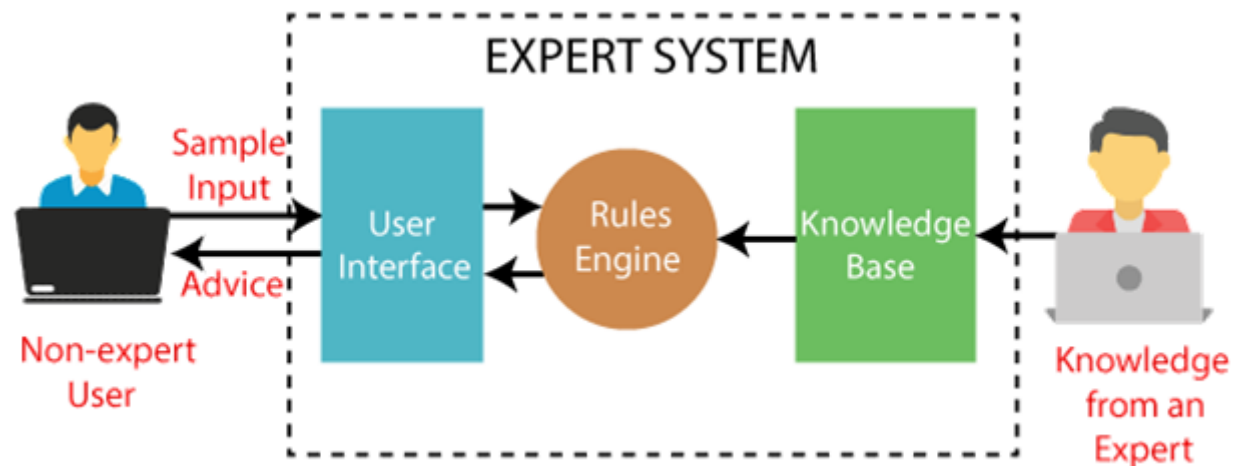 EXPERT SYSTEM
Sample
Input
Advice
Non-expert
User
User
Interface
Rules
Engine
Knowledge
Base
Knowledge
from an
Expert